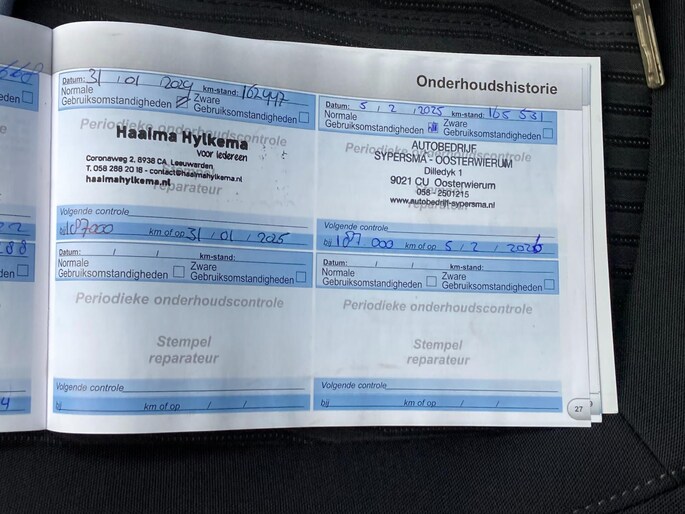 Onderhoudshistorie
Datum: 31 / 01 / 2024 km-stand: 162997
Normale
Gebruiksomstandigheden
Zware
Gebruiksomstandigheden
Periodieke onderhoudscontrole
Haaima Hylkema
voor iedereen
Coronaweg 2, 8938 CA, Leeuwarden
T. 058 288 20 18 - contact@haaimahylkema.nl
haaimahylkema.nl
Stempel
reparateur
Volgende controle
bij 187000 km of op 31 / 01 / 2025
Datum: / / km-stand:
Normale
Gebruiksomstandigheden
Zware
Gebruiksomstandigheden
Periodieke onderhoudscontrole
Stempel
reparateur
Volgende controle
bij km of op / /
Datum: 5 / 2 / 2025 km-stand: 165 531
Normale
Gebruiksomstandigheden
Zware
Gebruiksomstandigheden
Periodieke onderhoudscontrole
AUTOBEDRIJF
SYPERSMA - OOSTERWIERUM
Dilledyk 1
9021 CU Oosterwierum
058 - 2501215
www.autobedrijf-sypersma.nl
reparateur
Volgende controle
bij 187 000 km of op 5 / 2 / 2026
Datum: / / km-stand:
Normale
Gebruiksomstandigheden
Zware
Gebruiksomstandigheden
Periodieke onderhoudscontrole
Stempel
reparateur
Volgende controle
bij km of op / /
27